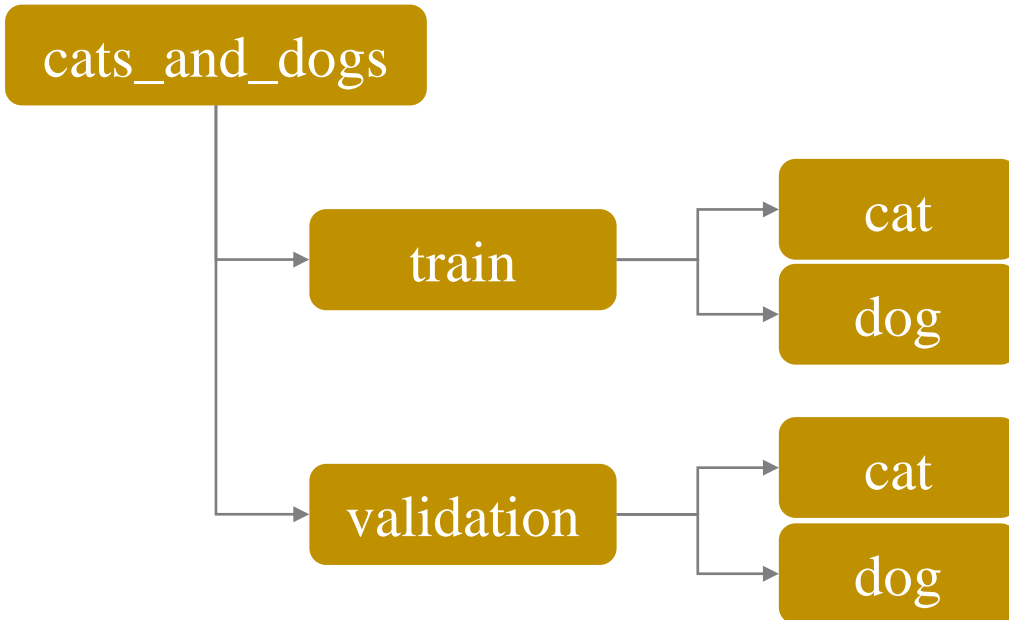 cats_and_dogs
train
cat
dog
validation
cat
dog